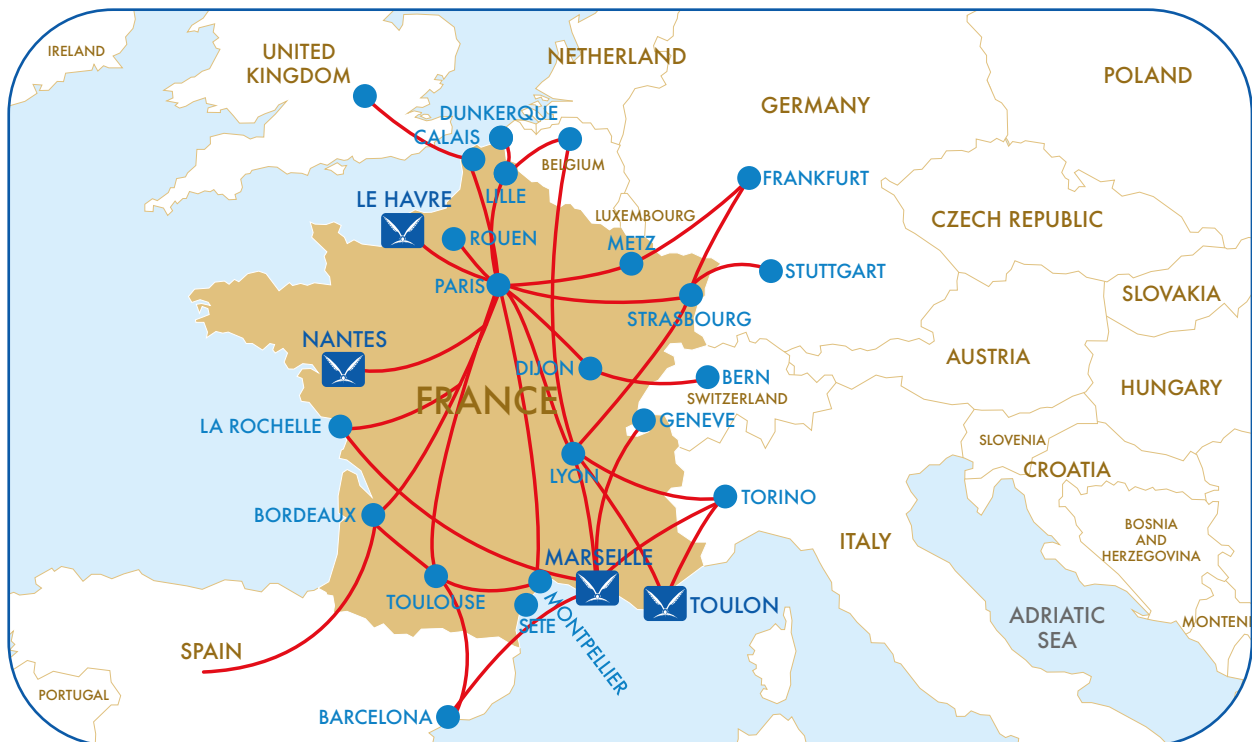 IRELAND
UNITED
KINGDOM
NETHERLAND
POLAND
GERMANY
DUNKERQUE
CALAIS
BELGIUM
LILLE
FRANKFURT
LE HAVRE
LUXEMBOURG
CZECH REPUBLIC
ROUEN
METZ
STUTTGART
PARIS
SLOVAKIA
STRASBOURG
NANTES
AUSTRIA
DIJON
BERN
HUNGARY
SWITZERLAND
FRANCE
GENEVE
LA ROCHELLE
SLOVENIA
CROATIA
LYON
TORINO
BORDEAUX
BOSNIA
AND
HERZEGOVINA
ITALY
MARSEILLE
TOULOUSE
TOULON
ADRIATIC
SEA
MONTENE
SETE
MONTPELLIER
SPAIN
PORTUGAL
BARCELONA